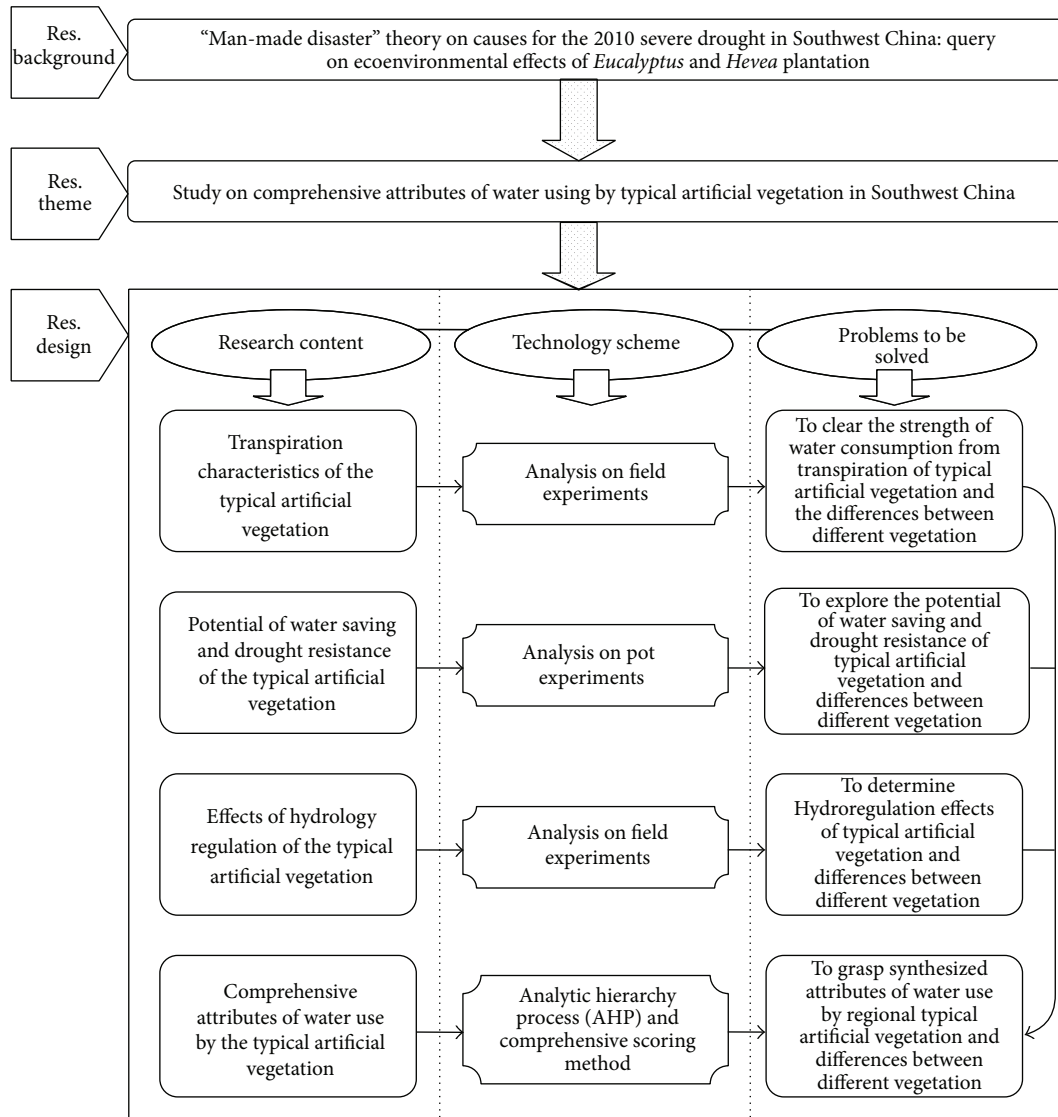 Res.
background
“Man-made disaster” theory on causes for the 2010 severe drought in Southwest China: query
on ecoenvironmental effects of Eucalyptus and Hevea plantation
Res.
theme
Study on comprehensive attributes of water using by typical artificial vegetation in Southwest China
Res.
design
Research content
Technology scheme
Problems to be
solved
Transpiration
characteristics of the
typical artificial
vegetation
Analysis on field
experiments
To clear the strength of
water consumption from
transpiration of typical
artificial vegetation and
the differences between
different vegetation
Potential of water saving
and drought resistance
of the typical artificial
vegetation
Analysis on pot
experiments
To explore the potential
of water saving and
drought resistance of
typical artificial
vegetation and
differences between
different vegetation
Effects of hydrology
regulation of the typical
artificial vegetation
Analysis on field
experiments
To determine
Hydroregulation effects
of typical artificial
vegetation and
differences between
different vegetation
Comprehensive
attributes of water use
by the typical artificial
vegetation
Analytic hierarchy
process (AHP) and
comprehensive scoring
method
To grasp synthesized
attributes of water use
by regional typical
artificial vegetation and
differences between
different vegetation